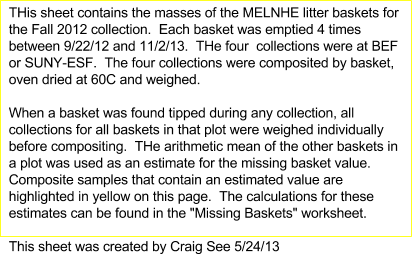 THis sheet contains the masses of the MELNHE litter baskets for
the Fall 2012 collection.  Each basket was emptied 4 times
between 9/22/12 and 11/2/13.  THe four  collections were at BEF
or SUNY-ESF.  The four collections were composited by basket,
oven dried at 60C and weighed.

When a basket was found tipped during any collection, all
collections for all baskets in that plot were weighed individually
before compositing.  THe arithmetic mean of the other baskets in
a plot was used as an estimate for the missing basket value.
Composite samples that contain an estimated value are
highlighted in yellow on this page.  The calculations for these
estimates can be found in the "Missing Baskets" worksheet.

This sheet was created by Craig See 5/24/13